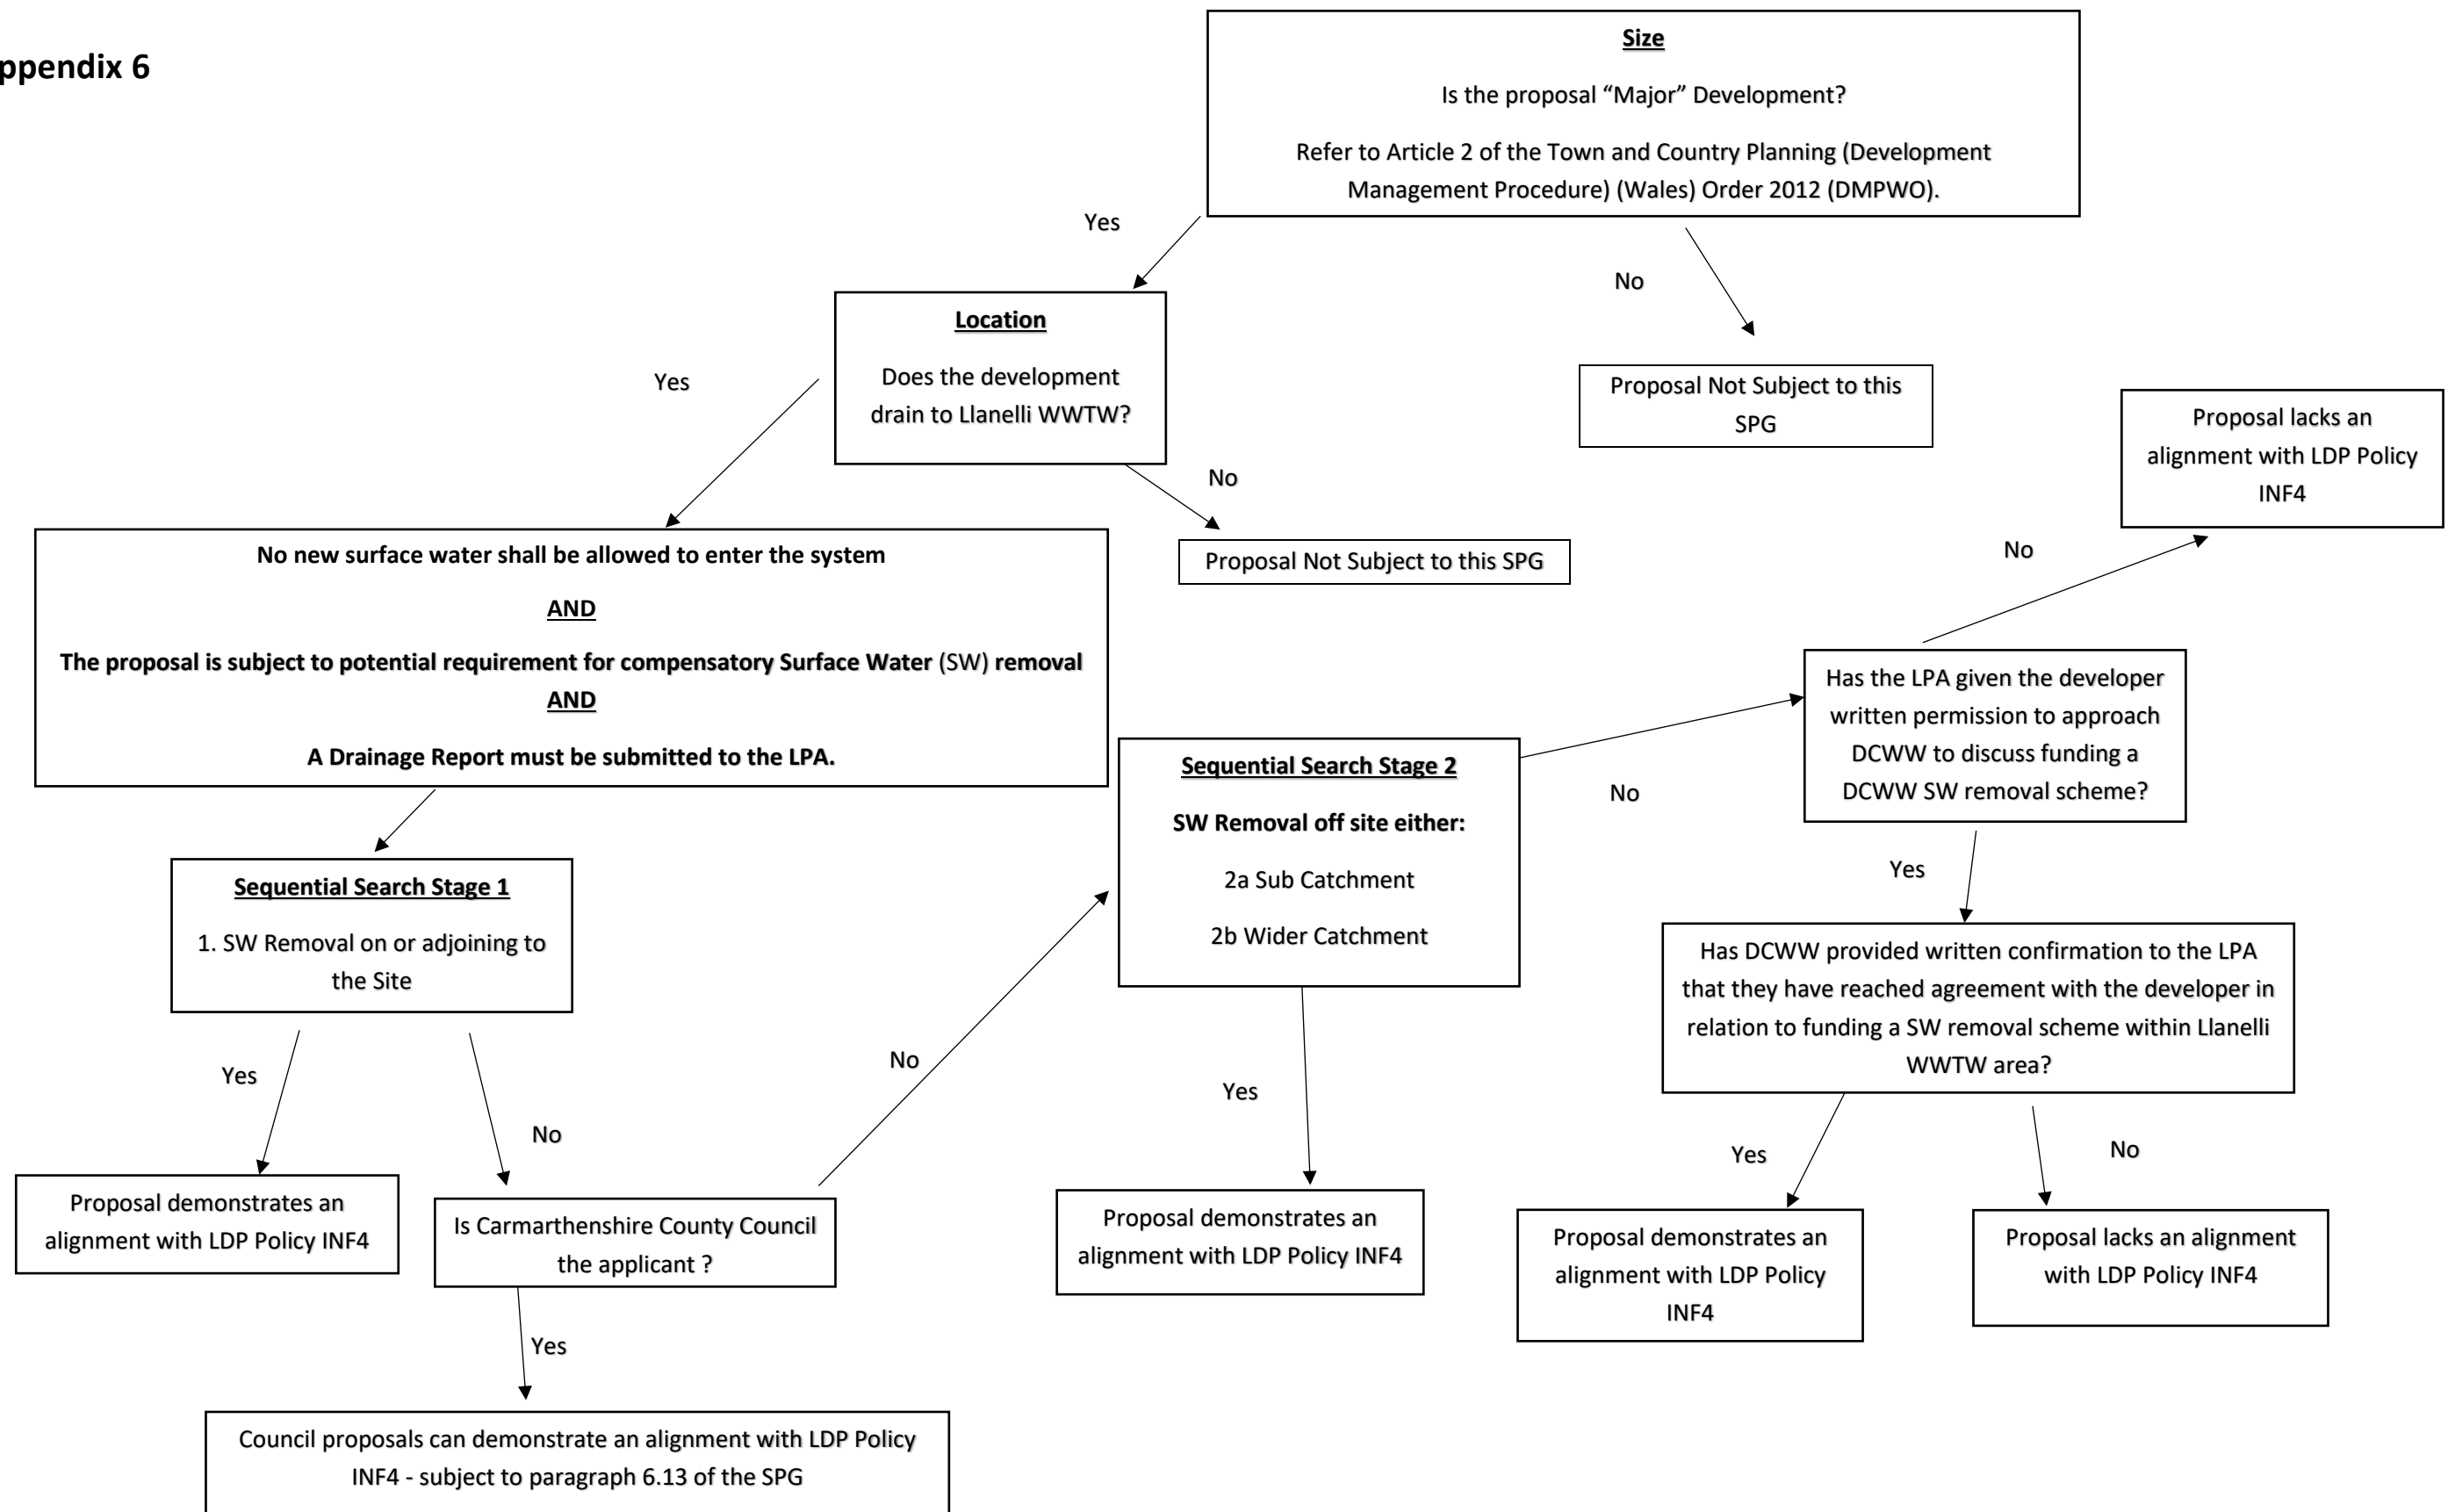 ppendix 6
Size
Is the proposal “Major” Development?
Refer to Article 2 of the Town and Country Planning (Development
Management Procedure) (Wales) Order 2012 (DMPWO).
Yes
No
Location
Does the development
drain to Llanelli WWTW?
Yes
No
Proposal Not Subject to this
SPG
Proposal lacks an
alignment with LDP Policy
INF4
No new surface water shall be allowed to enter the system
AND
The proposal is subject to potential requirement for compensatory Surface Water (SW) removal
AND
A Drainage Report must be submitted to the LPA.
Proposal Not Subject to this SPG
No
Has the LPA given the developer
written permission to approach
DCWW to discuss funding a
DCWW SW removal scheme?
Sequential Search Stage 2
SW Removal off site either:
2a Sub Catchment
2b Wider Catchment
No
Yes
Sequential Search Stage 1
1. SW Removal on or adjoining to
the Site
Has DCWW provided written confirmation to the LPA
that they have reached agreement with the developer in
relation to funding a SW removal scheme within Llanelli
WWTW area?
Yes
No
No
Yes
Yes
No
Proposal demonstrates an
alignment with LDP Policy INF4
Is Carmarthenshire County Council
the applicant ?
Proposal demonstrates an
alignment with LDP Policy INF4
Proposal demonstrates an
alignment with LDP Policy
INF4
Proposal lacks an alignment
with LDP Policy INF4
Yes
Council proposals can demonstrate an alignment with LDP Policy
INF4 - subject to paragraph 6.13 of the SPG